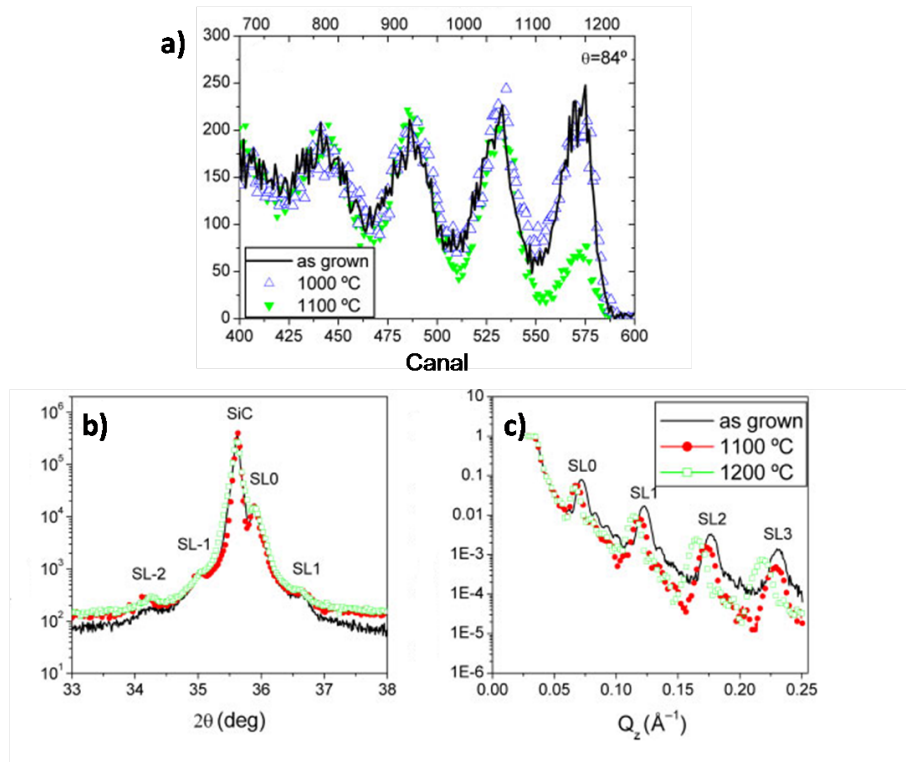 700 800 900 1000 1100 1200
a)
θ=84º
300
250
200
150
100
50
0
as grown
1000 ºC
1100 ºC
400 425 450 475 500 525 550 575 600
Canal
b)
SiC
SL0
SL-1
SL-2
SL1
10⁶
10⁵
10⁴
10³
10²
10¹
33 34 35 36 37 38
2θ (deg)
c)
as grown
1100 ºC
1200 ºC
SL0
SL1
SL2
SL3
10
1
0.1
0.01
1E-3
1E-4
1E-5
1E-6
0.00 0.05 0.10 0.15 0.20 0.25
Q_z (Å⁻¹)